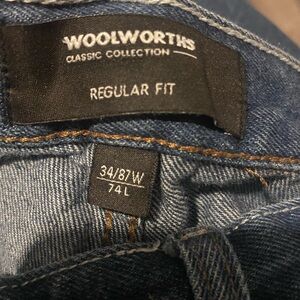 WOOLWORTHS
CLASSIC COLLECTION
REGULAR FIT
34/87W
74L